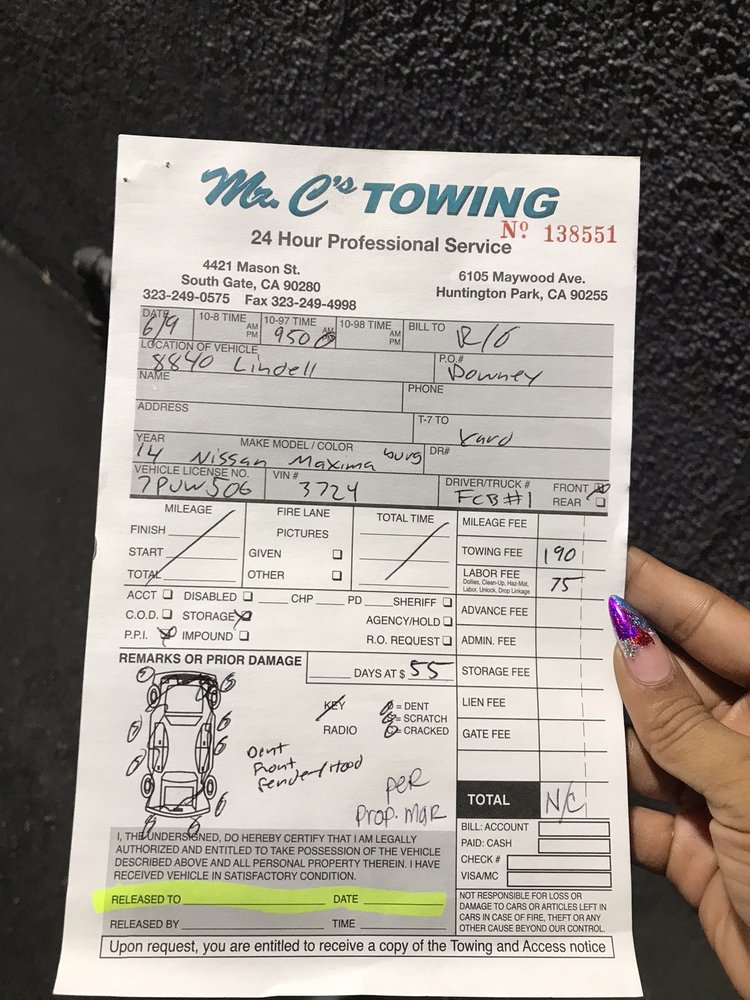 Mr. C's TOWING
Nº 138551
24 Hour Professional Service
4421 Mason St.
South Gate, CA 90280
323-249-0575 Fax 323-249-4998
6105 Maywood Ave.
Huntington Park, CA 90255
DATE 6/9
10-8 TIME AM PM
10-97 TIME 950 AM PM
10-98 TIME AM PM
BILL TO R/O
LOCATION OF VEHICLE 8840 Lindell
P.O.# Downey
NAME
PHONE
ADDRESS
T-7 TO Yard
YEAR 14 MAKE MODEL / COLOR Nissan Maxima burg
DR#
VEHICLE LICENSE NO. 7PUW506
VIN # 3724
DRIVER/TRUCK # FCB#1
FRONT
REAR
MILEAGE
FINISH
START
TOTAL
FIRE LANE
PICTURES
GIVEN
OTHER
TOTAL TIME
MILEAGE FEE
TOWING FEE 190
LABOR FEE 75
Dollies, Clean-Up, Haz-Mat,
Labor, Unlock, Drop Linkage
ADVANCE FEE
ADMIN. FEE
STORAGE FEE
LIEN FEE
GATE FEE
TOTAL N/C
ACCT DISABLED CHP PD SHERIFF
C.O.D. STORAGE AGENCY/HOLD
P.P.I. IMPOUND R.O. REQUEST
REMARKS OR PRIOR DAMAGE
DAYS AT $ 55
KEY
RADIO
= DENT
= SCRATCH
= CRACKED
Dent
Front
fender/Hood
per
Prop. Mgr
BILL: ACCOUNT
PAID: CASH
CHECK #
VISA/MC
I, THE UNDERSIGNED, DO HEREBY CERTIFY THAT I AM LEGALLY
AUTHORIZED AND ENTITLED TO TAKE POSSESSION OF THE VEHICLE
DESCRIBED ABOVE AND ALL PERSONAL PROPERTY THEREIN. I HAVE
RECEIVED VEHICLE IN SATISFACTORY CONDITION.
RELEASED TO DATE
RELEASED BY TIME
NOT RESPONSIBLE FOR LOSS OR
DAMAGE TO CARS OR ARTICLES LEFT IN
CARS IN CASE OF FIRE, THEFT OR ANY
OTHER CAUSE BEYOND OUR CONTROL.
Upon request, you are entitled to receive a copy of the Towing and Access notice